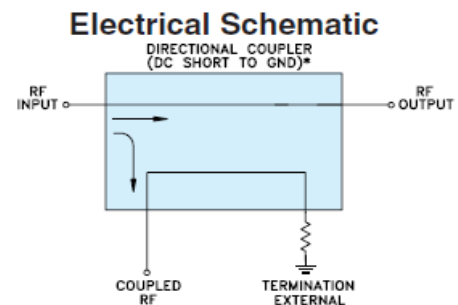 Electrical Schematic
DIRECTIONAL COUPLER
(DC SHORT TO GND)*
RF
INPUT
RF
OUTPUT
COUPLED
RF
TERMINATION
EXTERNAL